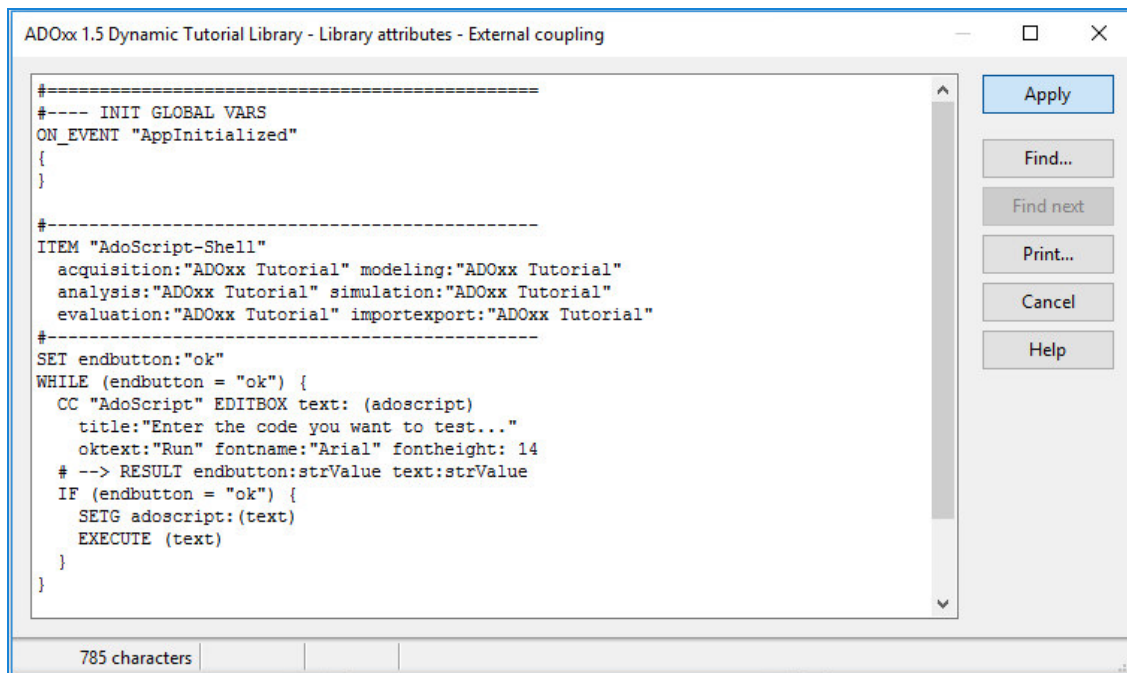 ADOxx 1.5 Dynamic Tutorial Library - Library attributes - External coupling
#===============================================
#---- INIT GLOBAL VARS
ON_EVENT "AppInitialized"
{
}
#-----------------------------------------------
ITEM "AdoScript-Shell"
  acquisition:"ADOxx Tutorial" modeling:"ADOxx Tutorial"
  analysis:"ADOxx Tutorial" simulation:"ADOxx Tutorial"
  evaluation:"ADOxx Tutorial" importexport:"ADOxx Tutorial"
#-----------------------------------------------
SET endbutton:"ok"
WHILE (endbutton = "ok") {
  CC "AdoScript" EDITBOX text: (adoscript)
    title:"Enter the code you want to test..."
    oktext:"Run" fontname:"Arial" fontheight: 14
  # --> RESULT endbutton:strValue text:strValue
  IF (endbutton = "ok") {
    SETG adoscript:(text)
    EXECUTE (text)
  }
}
Apply
Find...
Find next
Print...
Cancel
Help
785 characters